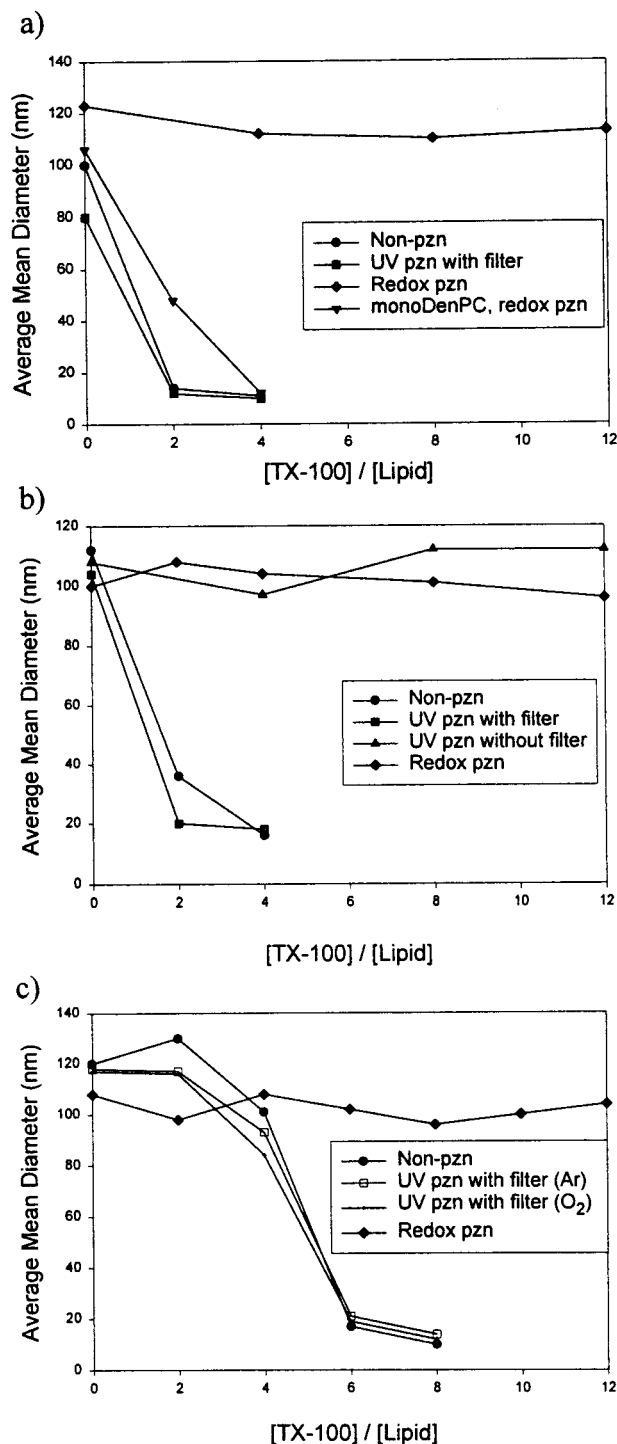 a)
Average Mean Diameter (nm)
140
120
100
80
60
40
20
0
Non-pzn
UV pzn with filter
Redox pzn
monoDenPC, redox pzn
0 2 4 6 8 10 12
[TX-100] / [Lipid]
b)
Average Mean Diameter (nm)
120
100
80
60
40
20
0
Non-pzn
UV pzn with filter
UV pzn without filter
Redox pzn
0 2 4 6 8 10 12
[TX-100] / [Lipid]
c)
Average Mean Diameter (nm)
140
120
100
80
60
40
20
0
Non-pzn
UV pzn with filter (Ar)
UV pzn with filter (O₂)
Redox pzn
0 2 4 6 8 10 12
[TX-100] / [Lipid]